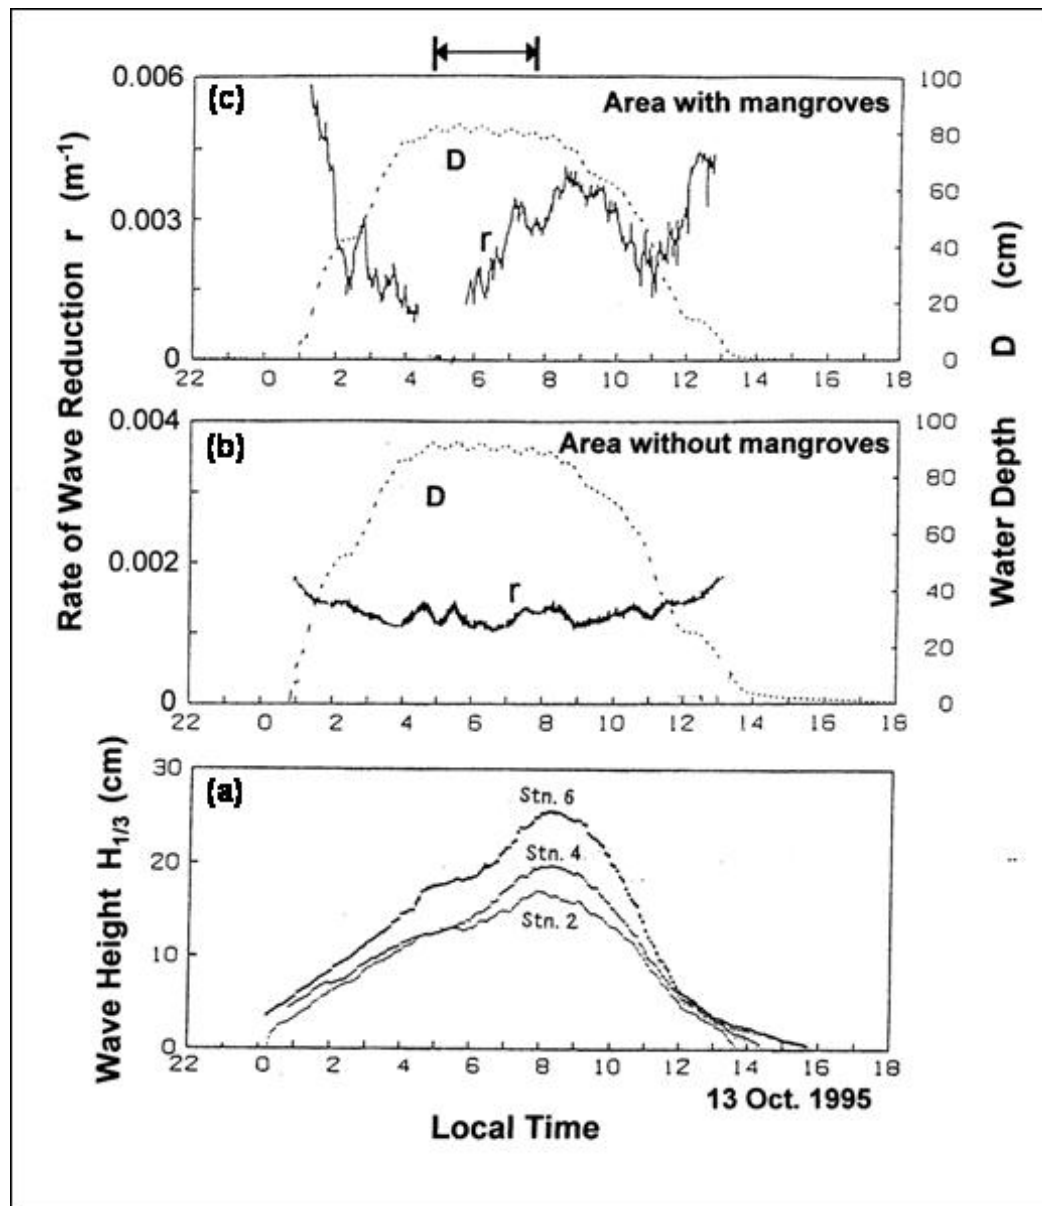 (c)
Area with mangroves
Rate of Wave Reduction r (m-1)
0.006
0.003
0
D
r
100
80
60
40
20
0
Water Depth D (cm)
22 0 2 4 6 8 10 12 14 16 18
(b)
Area without mangroves
0.004
0.002
0
D
r
100
80
60
40
20
0
22 0 2 4 6 8 10 12 14 16 18
(a)
Wave Height H1/3 (cm)
30
20
10
0
Stn. 6
Stn. 4
Stn. 2
22 0 2 4 6 8 10 12 14 16 18
13 Oct. 1995
Local Time